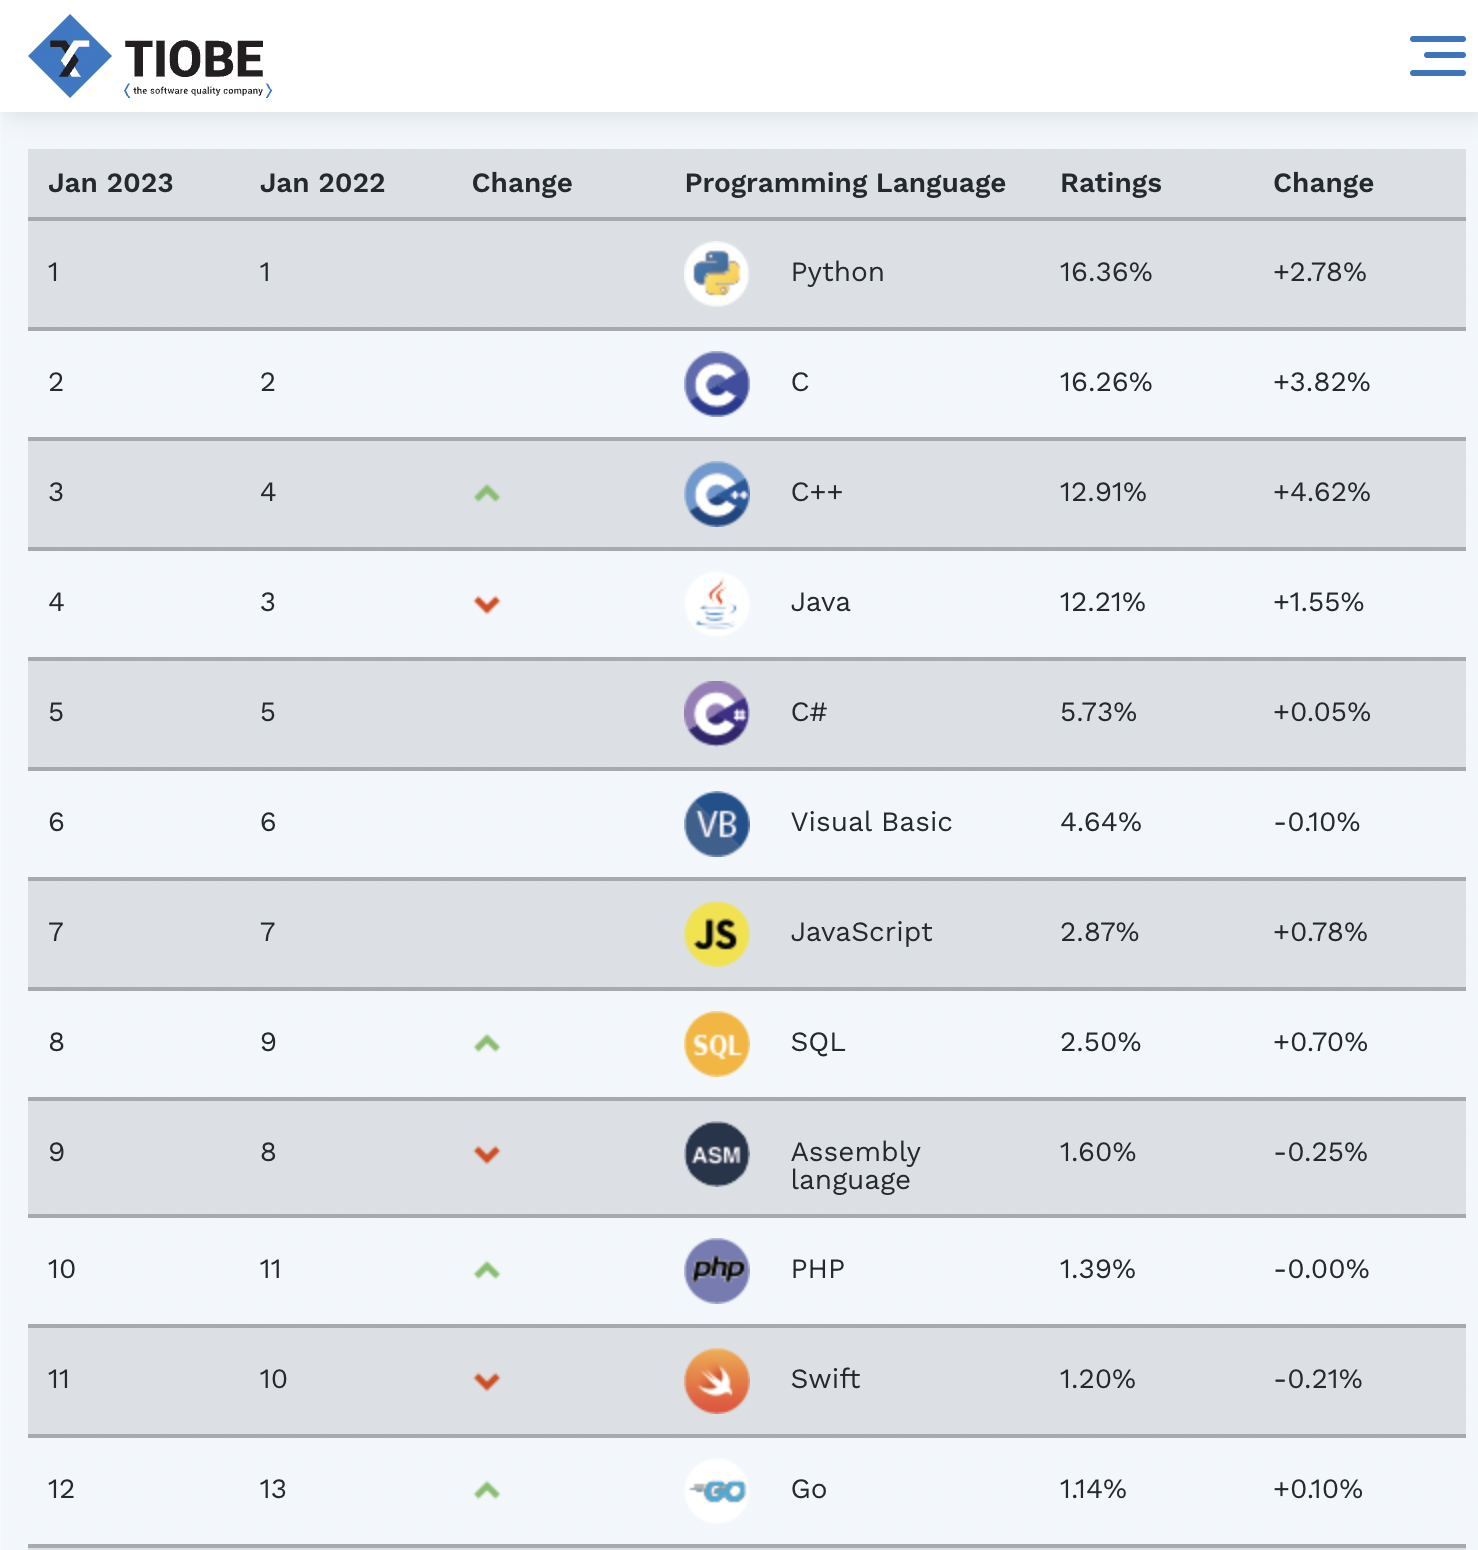 TIOBE
the software quality company
Jan 2023 Jan 2022 Change Programming Language Ratings Change
1 1 Python 16.36% +2.78%
2 2 C C 16.26% +3.82%
3 4 C++ C++ 12.91% +4.62%
4 3 Java 12.21% +1.55%
5 5 C# C# 5.73% +0.05%
6 6 VB Visual Basic 4.64% -0.10%
7 7 JS JavaScript 2.87% +0.78%
8 9 SQL SQL 2.50% +0.70%
9 8 ASM Assembly language 1.60% -0.25%
10 11 php PHP 1.39% -0.00%
11 10 Swift 1.20% -0.21%
12 13 GO Go 1.14% +0.10%